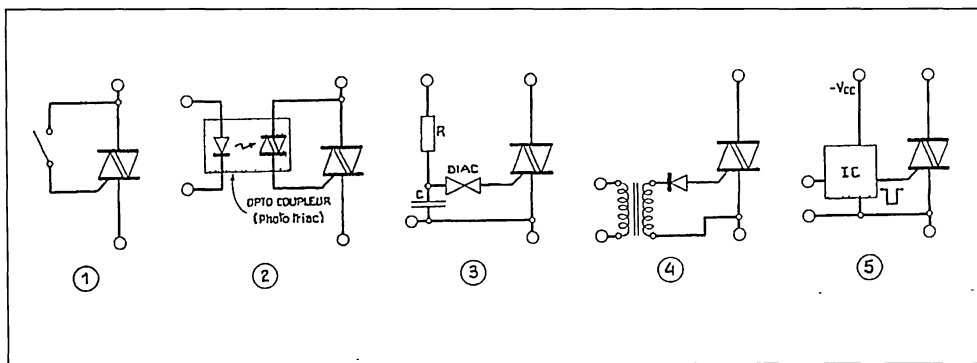 ①
OPTO COUPLEUR
(Photo triac)
②
R
DIAC
C
③
④
-Vcc
IC
⑤